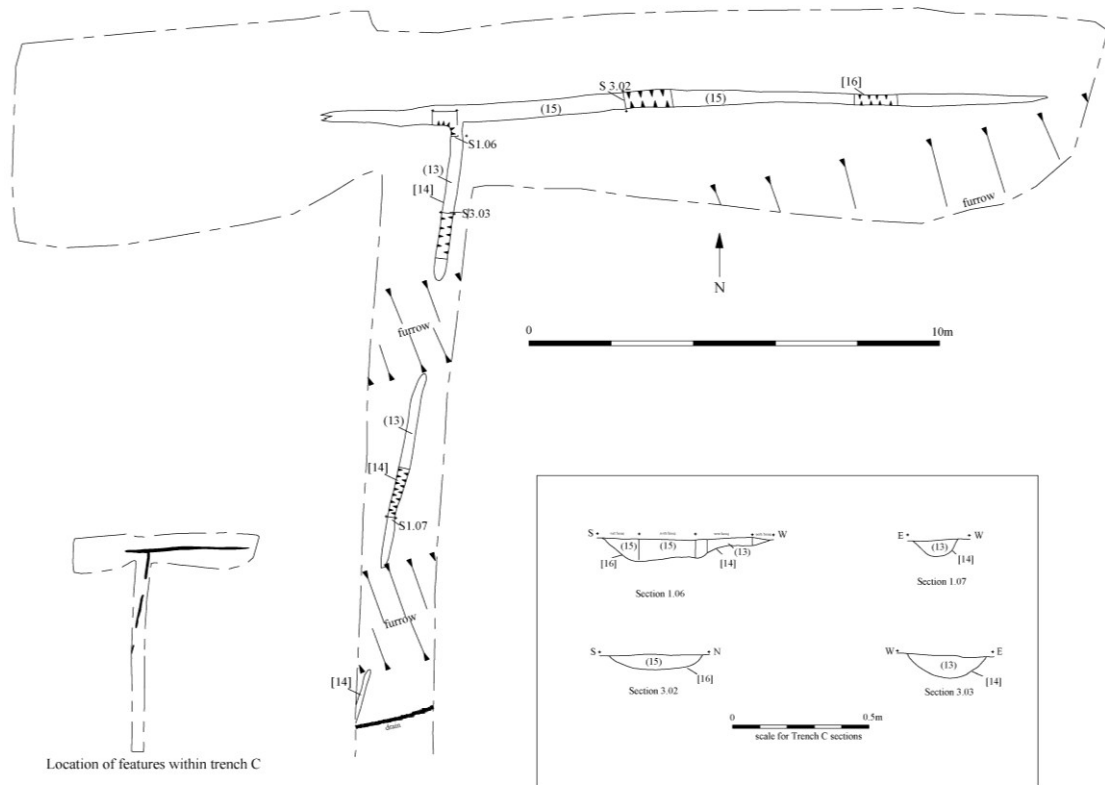 S 3.02
[16]
(15)
(15)
S1.06
(13)
[14]
S3.03
furrow
N
0
10m
furrow
(13)
[14]
S1.07
furrow
[14]
drain
Location of features within trench C
S
W
(15)
(15)
(13)
[16]
[14]
Section 1.06
E
W
(13)
[14]
Section 1.07
S
N
(15)
[16]
Section 3.02
W
E
(13)
[14]
Section 3.03
0
0.5m
scale for Trench C sections